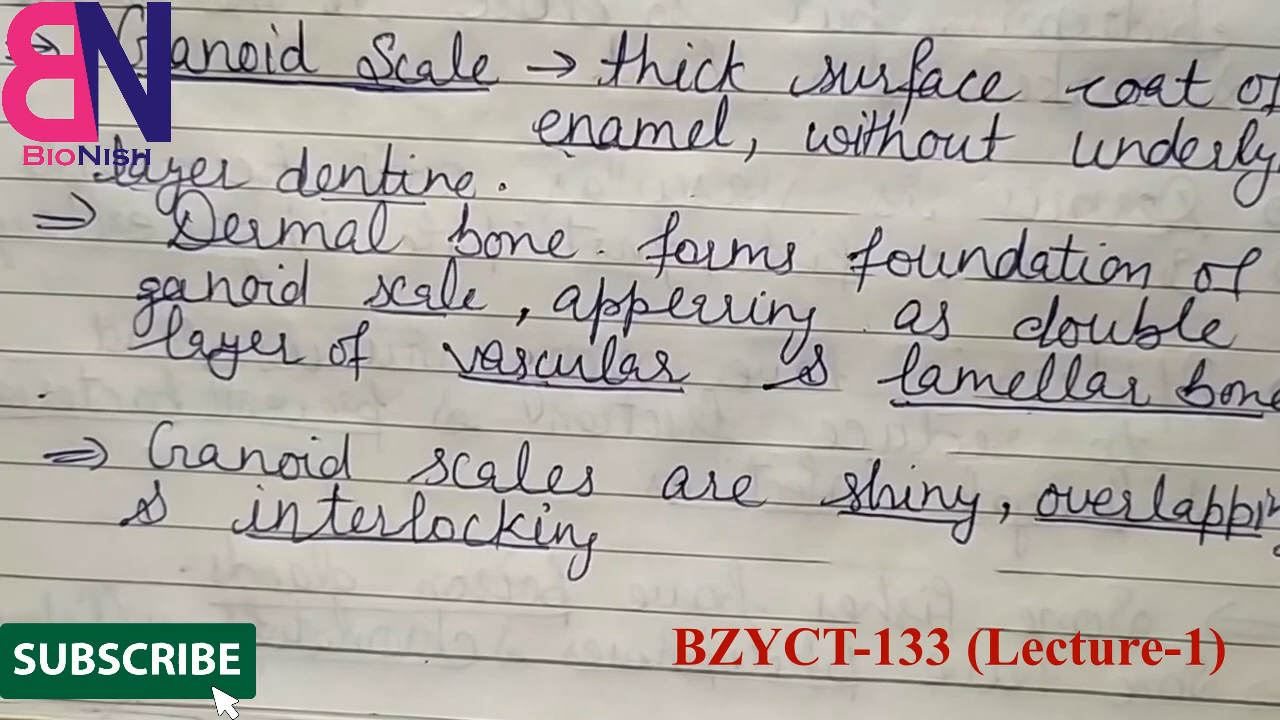 BN
BIONISH
→ Ganoid Scale → thick surface coat of
enamel, without underly
layer dentine.
⇒ Dermal bone. forms foundation of
ganoid scale, apperring as double
layer of vascular & lamellar bone
⇒ Ganoid scales are shiny, overlappi
& interlocking
SUBSCRIBE
BZYCT-133 (Lecture-1)